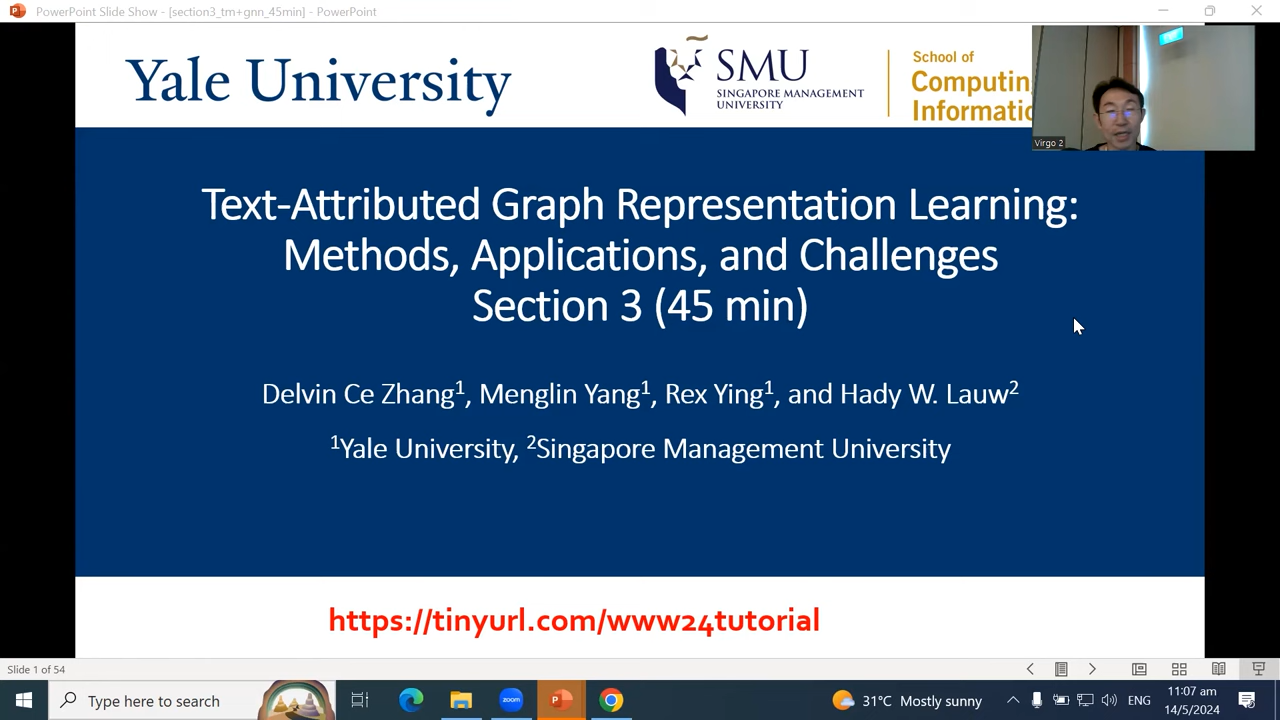 PowerPoint Slide Show - [section3_tm+gnn_45min] - PowerPoint
Yale University
SMU
SINGAPORE MANAGEMENT
UNIVERSITY
School of
Computing
Informatio
Virgo 2
Text-Attributed Graph Representation Learning:
Methods, Applications, and Challenges
Section 3 (45 min)
Delvin Ce Zhang1, Menglin Yang1, Rex Ying1, and Hady W. Lauw2
1Yale University, 2Singapore Management University
https://tinyurl.com/www24tutorial
Slide 1 of 54
Type here to search
zoom
31°C Mostly sunny
ENG
11:07 am
14/5/2024